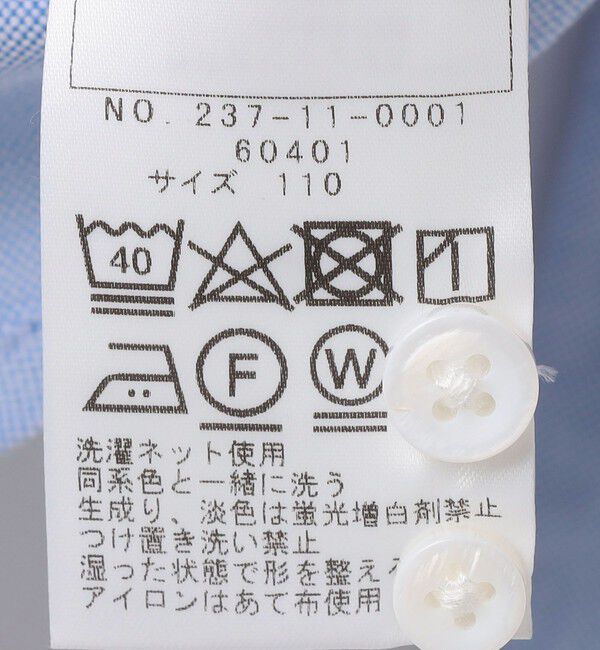 NO. 237-11-0001
60401
サイズ 110
40
F W
洗濯ネット使用
同系色と一緒に洗う
生成り、淡色は蛍光増白剤禁止
つけ置き洗い禁止
湿った状態で形を整え
アイロンはあて布使用